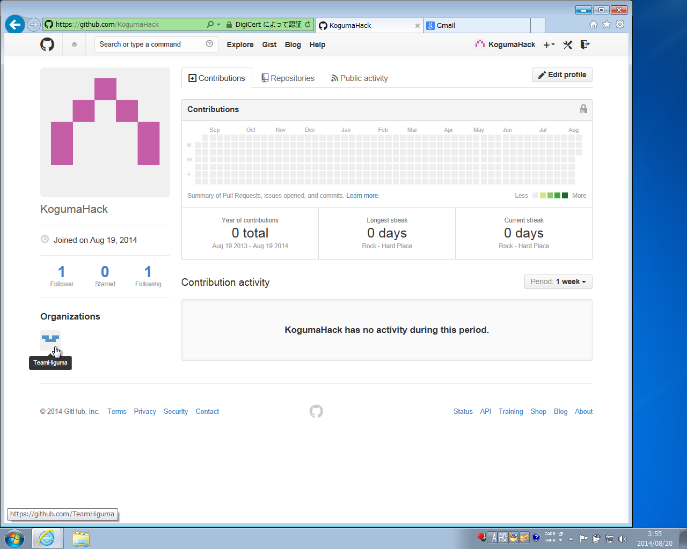 https://github.com/KogumaHack
DigiCert によって認証
KogumaHack
Gmail
Search or type a command
Explore Gist Blog Help
KogumaHack
Contributions
Repositories
Public activity
Edit profile
Contributions
Sep Oct Nov Dec Jan Feb Mar Apr May Jun Jul Aug
M
W
F
Summary of Pull Requests, issues opened, and commits. Learn more.
Less More
Year of contributions
0 total
Aug 19 2013 - Aug 19 2014
Longest streak
0 days
Rock - Hard Place
Current streak
0 days
Rock - Hard Place
KogumaHack
Joined on Aug 19, 2014
1
Follower
0
Starred
1
Following
Contribution activity
Period: 1 week
KogumaHack has no activity during this period.
Organizations
TeamHiguma
© 2014 GitHub, Inc. Terms Privacy Security Contact
Status API Training Shop Blog About
https://github.com/TeamHiguma
3:55
2014/08/20